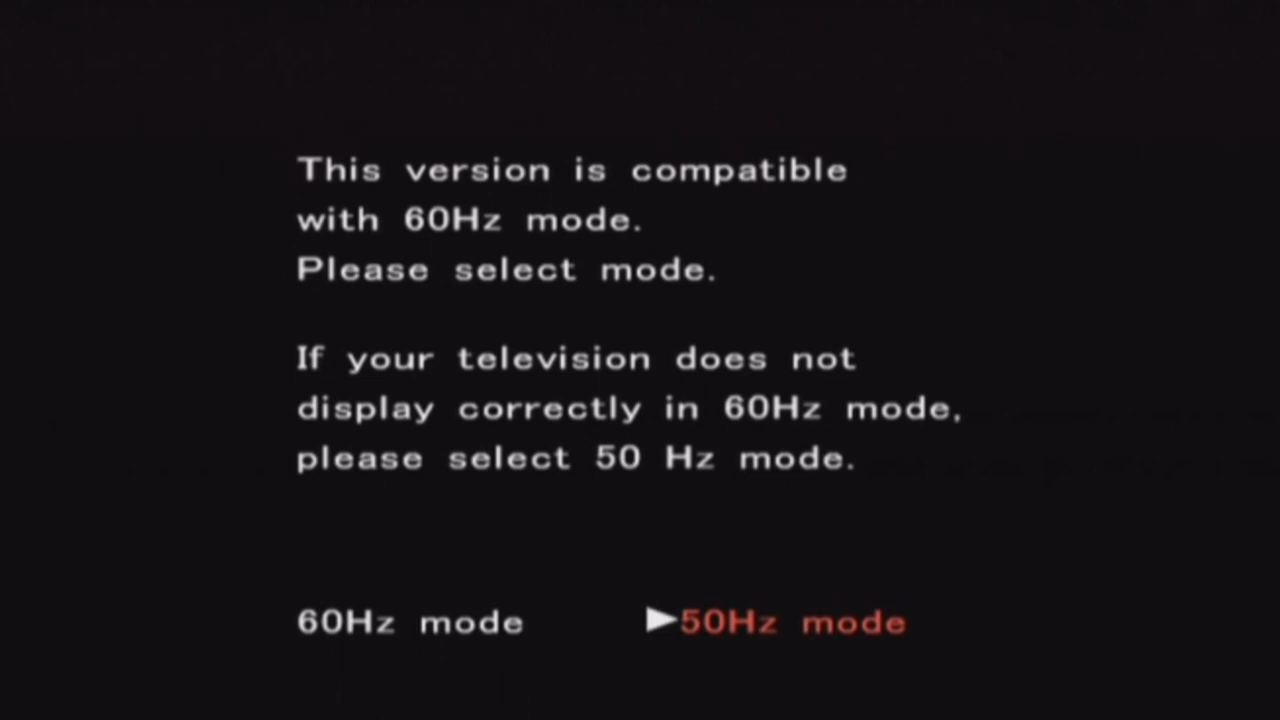 This version is compatible
with 60Hz mode.
Please select mode.
If your television does not
display correctly in 60Hz mode,
please select 50 Hz mode.
60Hz mode ▶50Hz mode